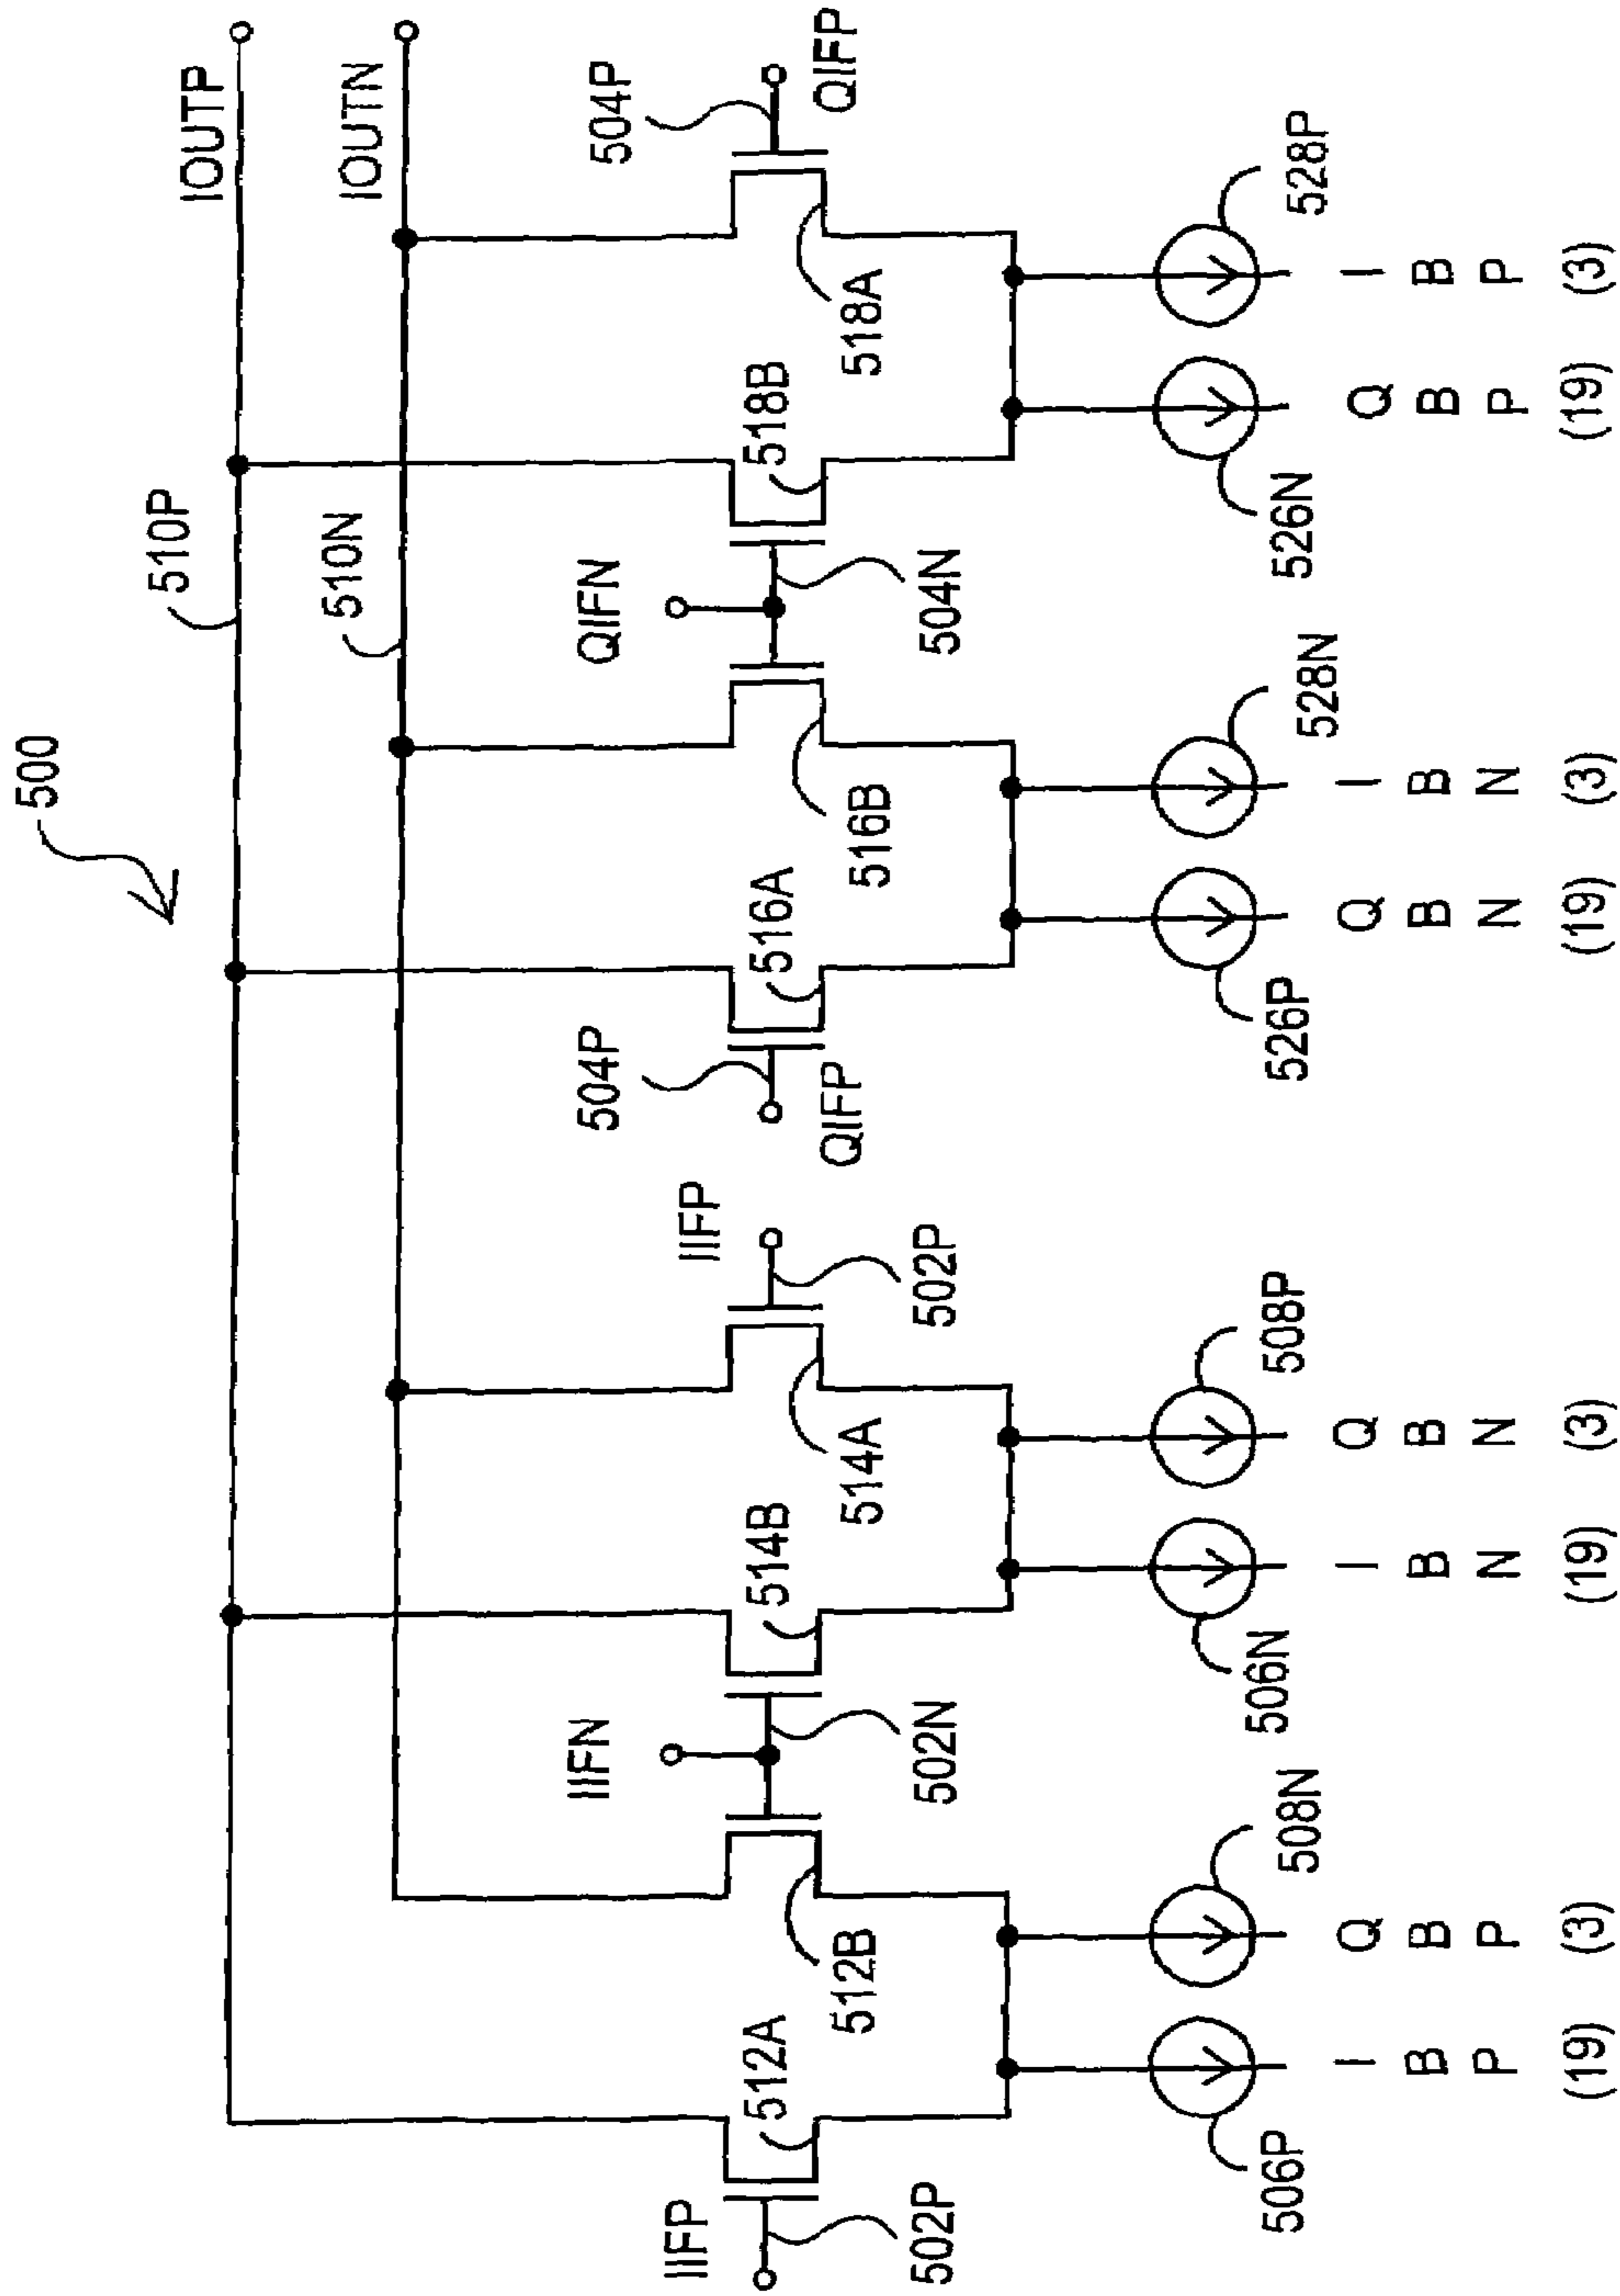 500
510P
IOUTP
510N
IOUTN
IIFN
504P
QIFN
504P
IIFP
IIFP
512A
514B
516A
518B
QIFP
QIFP
512B
514A
516B
518A
502P
502N
502P
504N
506P
508N
506N
508P
526P
528N
526N
528P
I Q I Q Q I Q I
B B B B B B B B
P P N N N N P P
(19) (3) (19) (3) (19) (3) (19) (3)